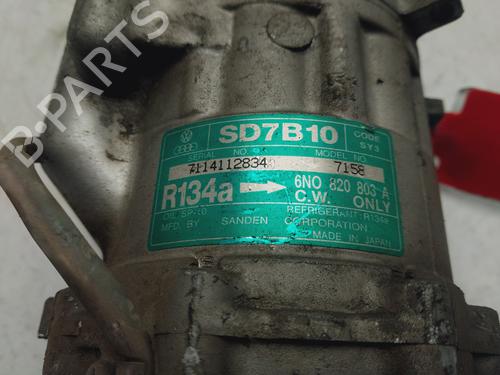 SD7B10
CODE
SY3
SERIAL NO.
MODEL NO.
7114112834
7158
R134a
6N0 820 803 A
C.W. ONLY
OIL SP-10
REFRIGERANT: R134a
MFD. BY SANDEN CORPORATION
MADE IN JAPAN
B-PARTS